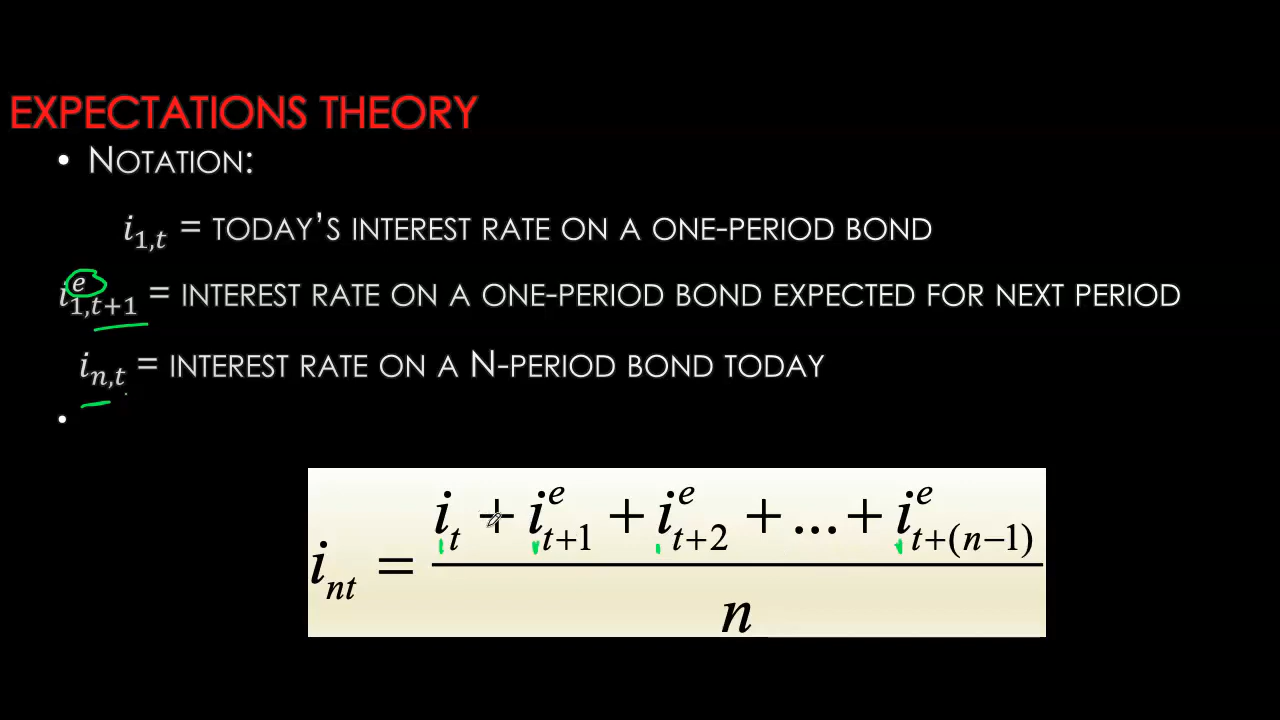 EXPECTATIONS THEORY
• NOTATION:
i₁,ₜ = TODAY'S INTEREST RATE ON A ONE-PERIOD BOND
iᵉ₁,ₜ₊₁ = INTEREST RATE ON A ONE-PERIOD BOND EXPECTED FOR NEXT PERIOD
iₙ,ₜ = INTEREST RATE ON A N-PERIOD BOND TODAY
•
iₙₜ = (iₜ + iᵉₜ₊₁ + iᵉₜ₊₂ + ... + iᵉₜ₊₍ₙ₋₁₎) / n